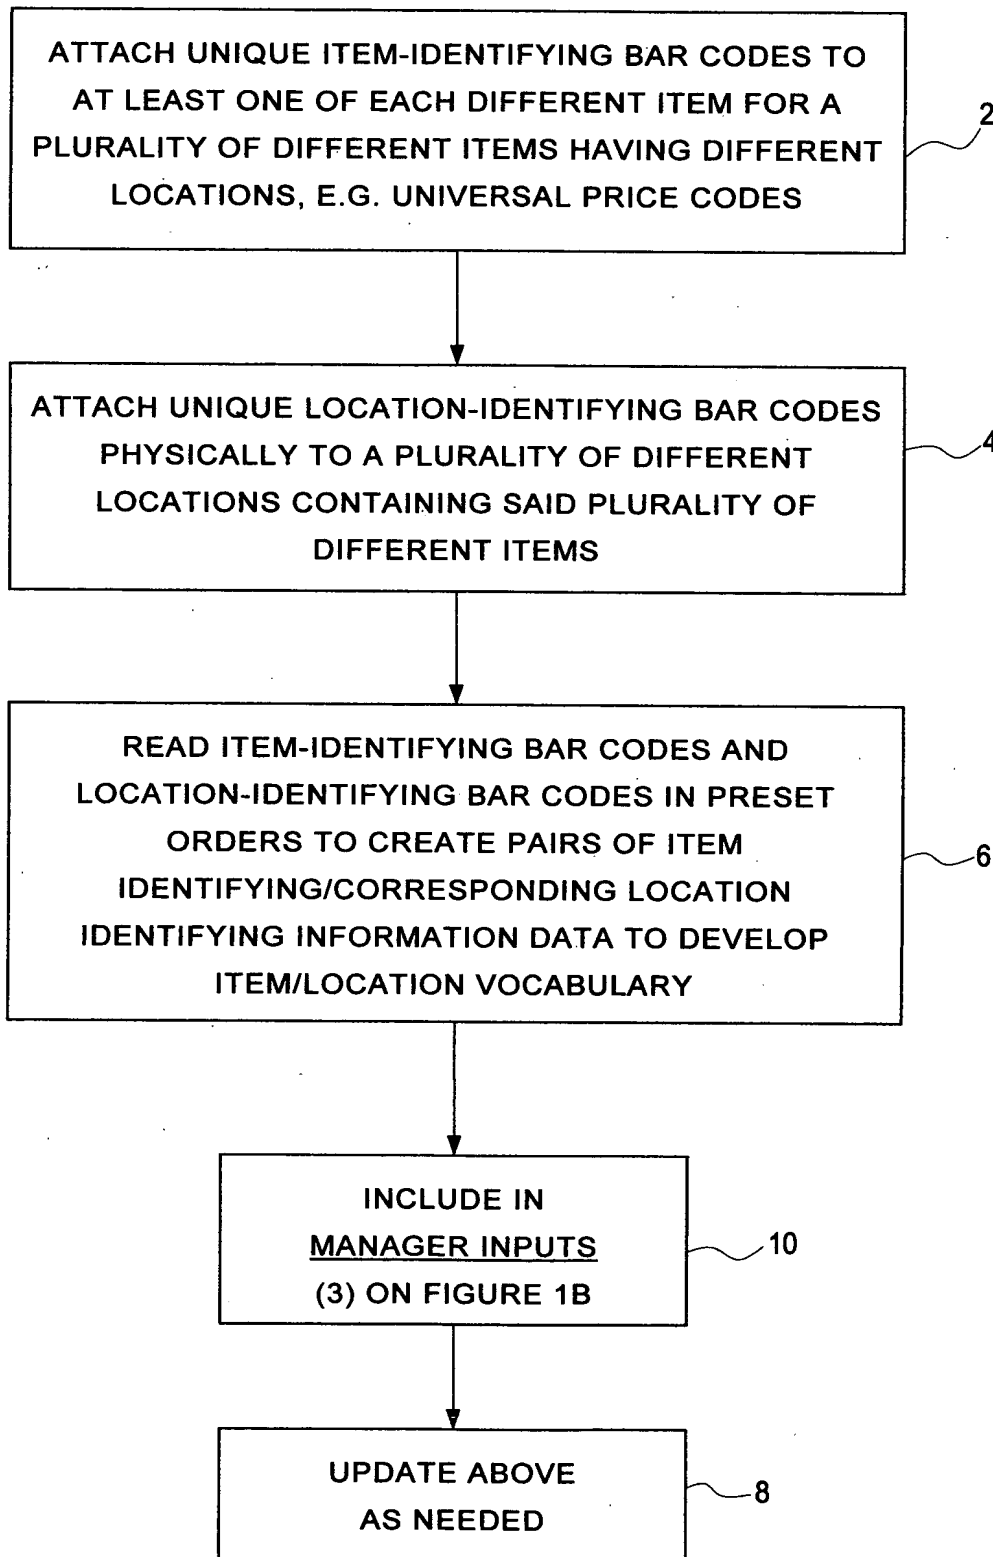 ATTACH UNIQUE ITEM-IDENTIFYING BAR CODES TO
AT LEAST ONE OF EACH DIFFERENT ITEM FOR A
PLURALITY OF DIFFERENT ITEMS HAVING DIFFERENT
LOCATIONS, E.G. UNIVERSAL PRICE CODES
2
ATTACH UNIQUE LOCATION-IDENTIFYING BAR CODES
PHYSICALLY TO A PLURALITY OF DIFFERENT
LOCATIONS CONTAINING SAID PLURALITY OF
DIFFERENT ITEMS
4
READ ITEM-IDENTIFYING BAR CODES AND
LOCATION-IDENTIFYING BAR CODES IN PRESET
ORDERS TO CREATE PAIRS OF ITEM
IDENTIFYING/CORRESPONDING LOCATION
IDENTIFYING INFORMATION DATA TO DEVELOP
ITEM/LOCATION VOCABULARY
6
INCLUDE IN
MANAGER INPUTS
(3) ON FIGURE 1B
10
UPDATE ABOVE
AS NEEDED
8